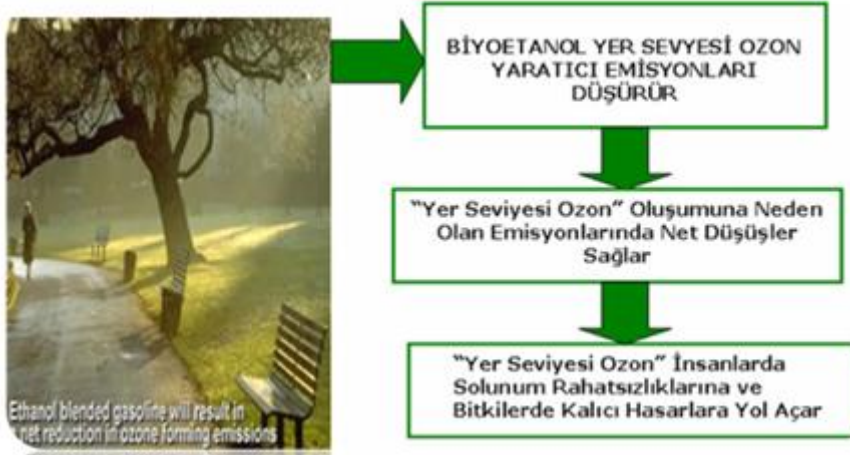 BİYOETANOL YER SEVYESİ OZON
YARATICI EMİSYONLARI
DÜŞÜRÜR
"Yer Seviyesi Ozon" Oluşumuna Neden
Olan Emisyonlarında Net Düşüşler
Sağlar
"Yer Seviyesi Ozon" İnsanlarda
Solunum Rahatsızlıklarına ve
Bitkilerde Kalıcı Hasarlara Yol Açar
Ethanol blended gasoline will result in
net reduction in ozone forming emissions